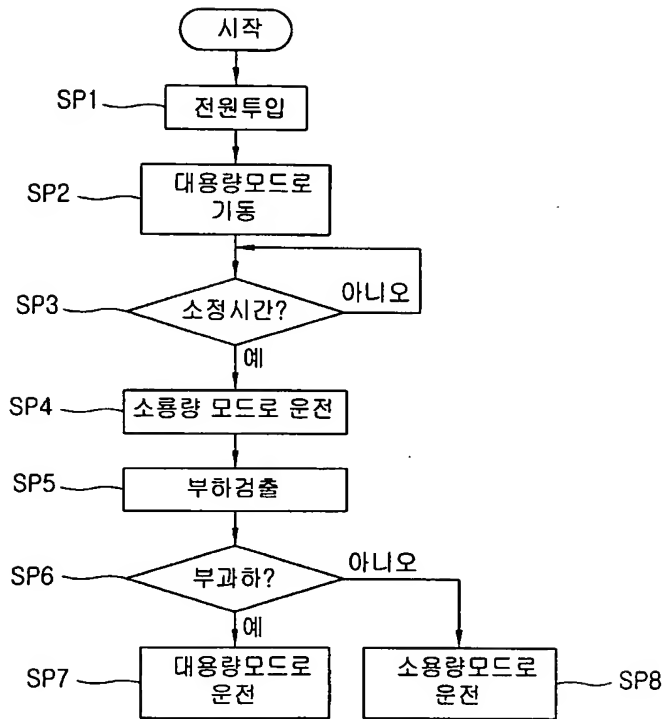 시작
SP1
전원투입
SP2
대용량모드로
기동
SP3
소정시간?
아니오
예
SP4
소룡량 모드로 운전
SP5
부하검출
SP6
부과하?
아니오
예
SP7
대용량모드로
운전
소용량모드로
운전
SP8